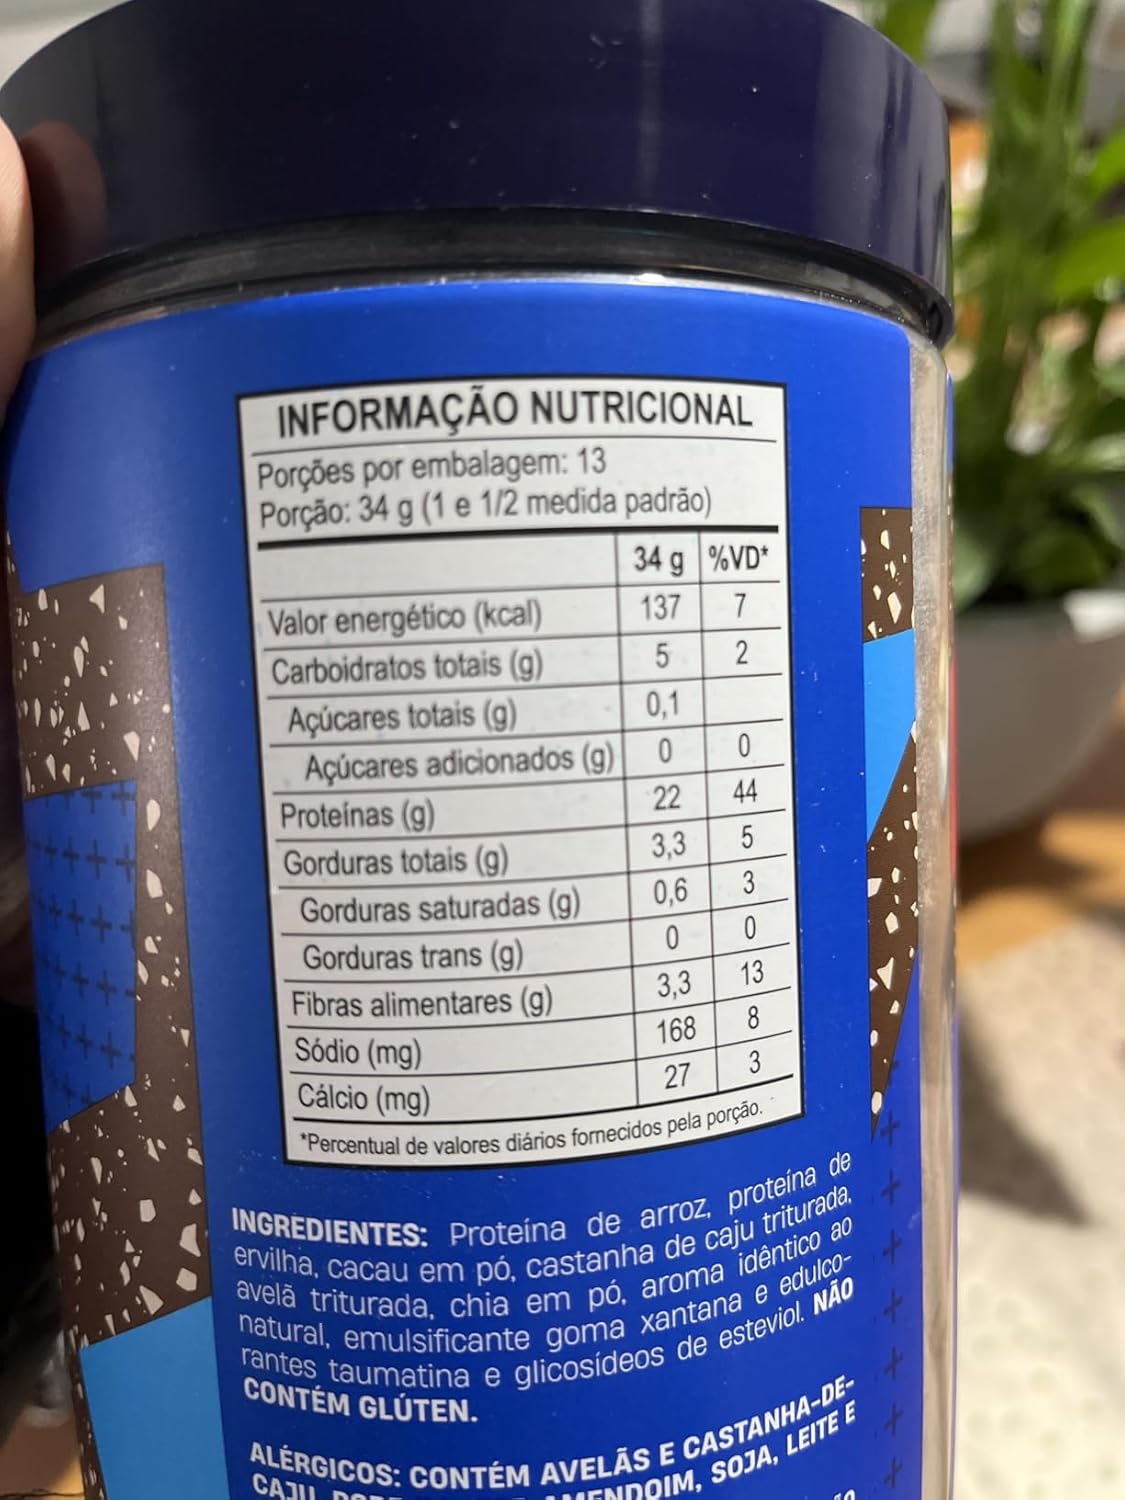 INFORMAÇÃO NUTRICIONAL
Porções por embalagem: 13
Porção: 34 g (1 e 1/2 medida padrão)
34 g %VD*
Valor energético (kcal) 137 7
Carboidratos totais (g) 5 2
Açúcares totais (g) 0,1
Açúcares adicionados (g) 0 0
Proteínas (g) 22 44
Gorduras totais (g) 3,3 5
Gorduras saturadas (g) 0,6 3
Gorduras trans (g) 0 0
Fibras alimentares (g) 3,3 13
Sódio (mg) 168 8
Cálcio (mg) 27 3
*Percentual de valores diários fornecidos pela porção.
INGREDIENTES: Proteína de arroz, proteína de
ervilha, cacau em pó, castanha de caju triturada,
avelã triturada, chia em pó, aroma idêntico ao
natural, emulsificante goma xantana e edulco-
rantes taumatina e glicosídeos de esteviol. NÃO
CONTÉM GLÚTEN.
ALÉRGICOS: CONTÉM AVELÃS E CASTANHA-DE-
CAJU. AMENDOIM, SOJA, LEITE E